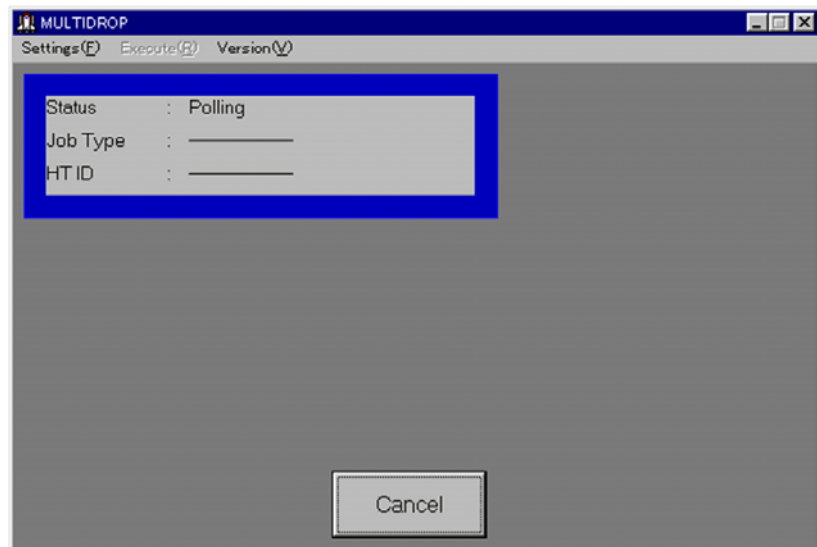 MULTIDROP
Settings(F) Execute(R) Version(V)
Status : Polling
Job Type : ————
HT ID : ————
Cancel